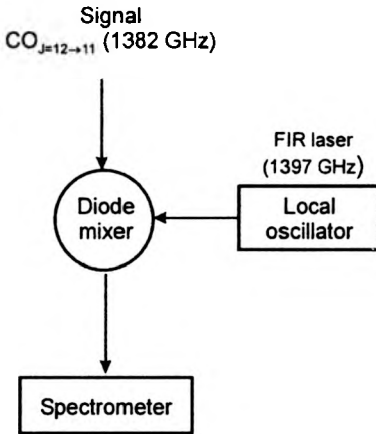 Signal
CO J=12→11 (1382 GHz)
FIR laser
(1397 GHz)
Diode
mixer
Local
oscillator
Spectrometer